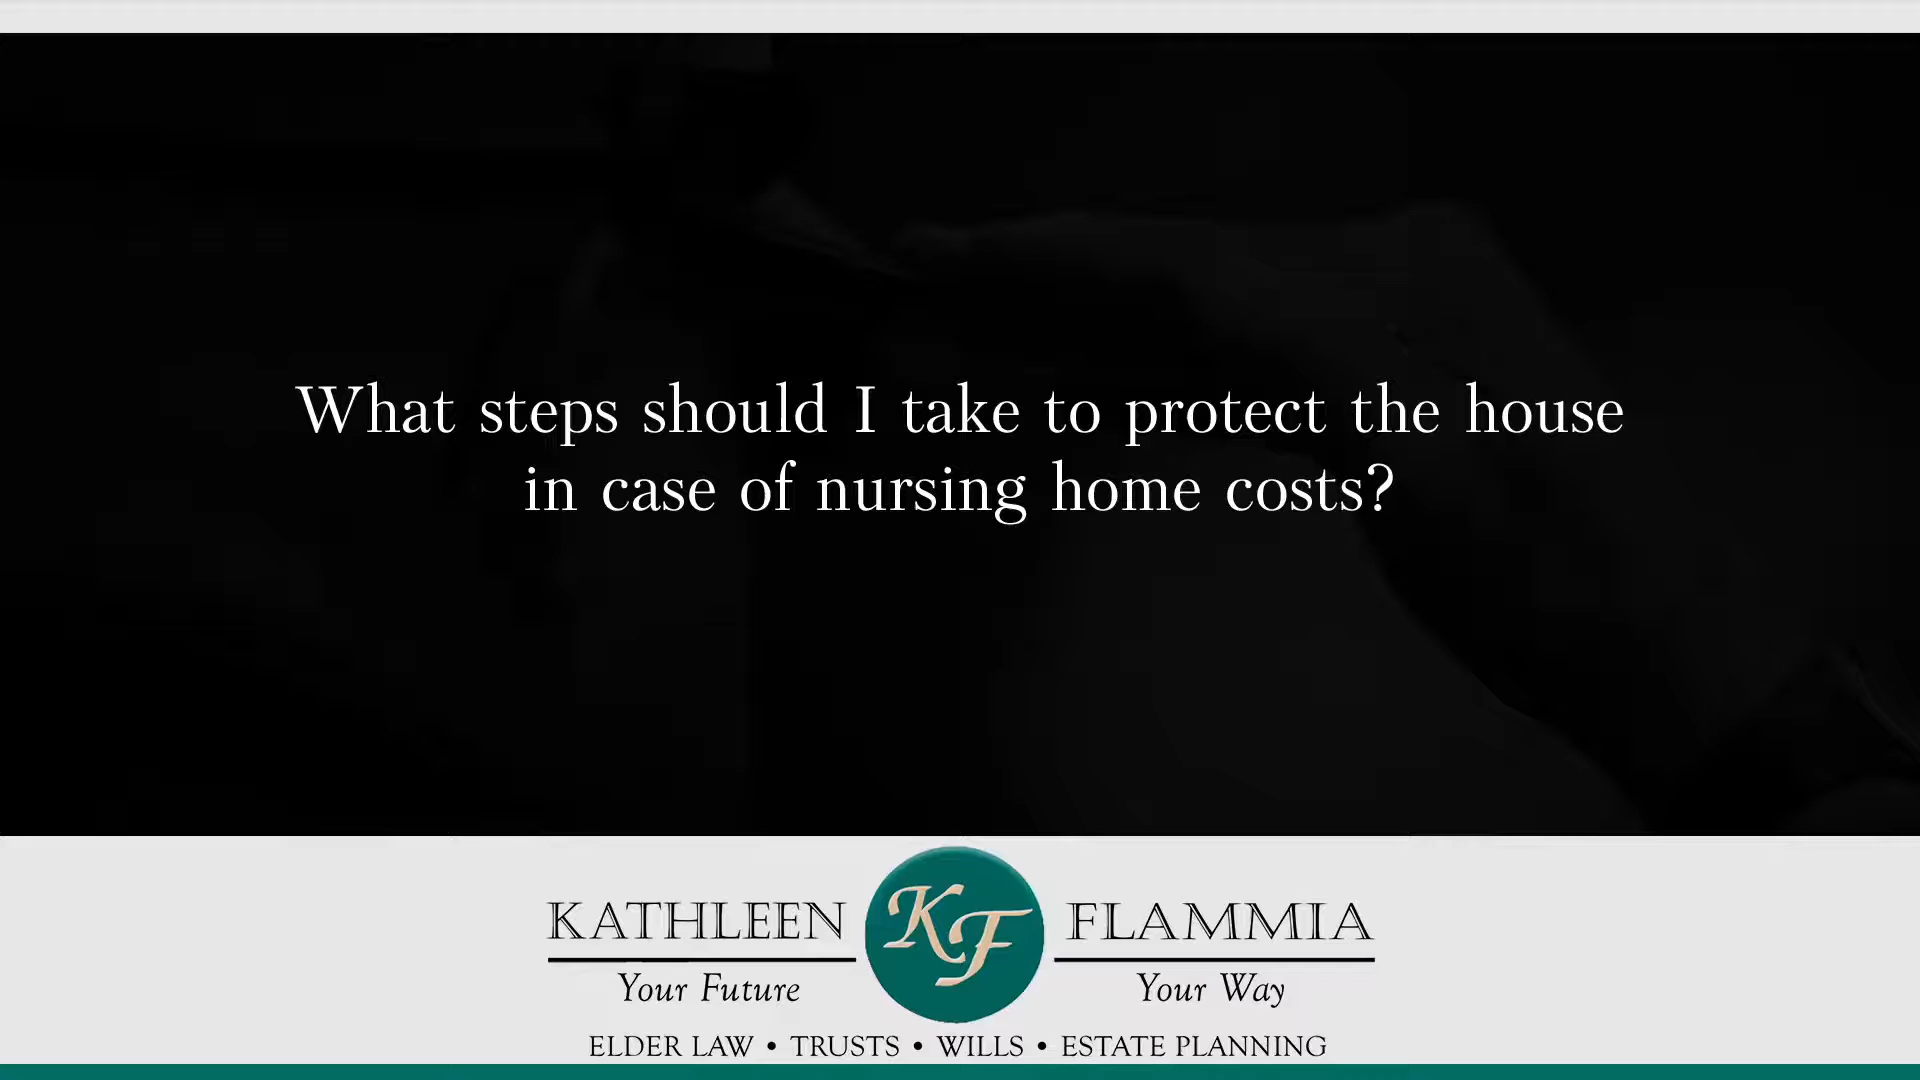 What steps should I take to protect the house
in case of nursing home costs?
KATHLEEN KF FLAMMIA
Your Future Your Way
ELDER LAW • TRUSTS • WILLS • ESTATE PLANNING